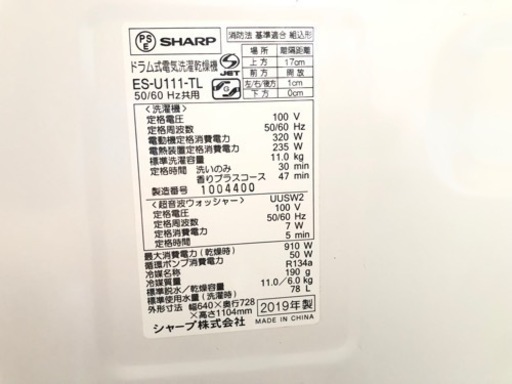 PS E SHARP
ドラム式電気洗濯乾燥機
ES-U111-TL
50/60 Hz共用
S JET
消防法 基準適合 組込形
場所 離隔距離
上方 17cm
前方 開放
左/右/後方 1cm
下方 0cm
<洗濯機>
定格電圧 100 V
定格周波数 50/60 Hz
電動機定格消費電力 320 W
電熱装置定格消費電力 235 W
標準洗濯容量 11.0 kg
定格時間 洗いのみ 30 min
香りプラスコース 47 min
製造番号 1004400
<超音波ウォッシャー> UUSW2
定格電圧 100 V
定格周波数 50/60 Hz
定格消費電力 7 W
定格時間 5 min
最大消費電力(乾燥時) 910 W
循環ポンプ消費電力 50 W
冷媒名称 R134a
冷媒質量 190 g
標準脱水/乾燥容量 11.0/6.0 kg
標準使用水量(洗濯時) 78 L
外形寸法 幅640×奥行728
×高さ1104mm
シャープ株式会社
2019年製
MADE IN CHINA